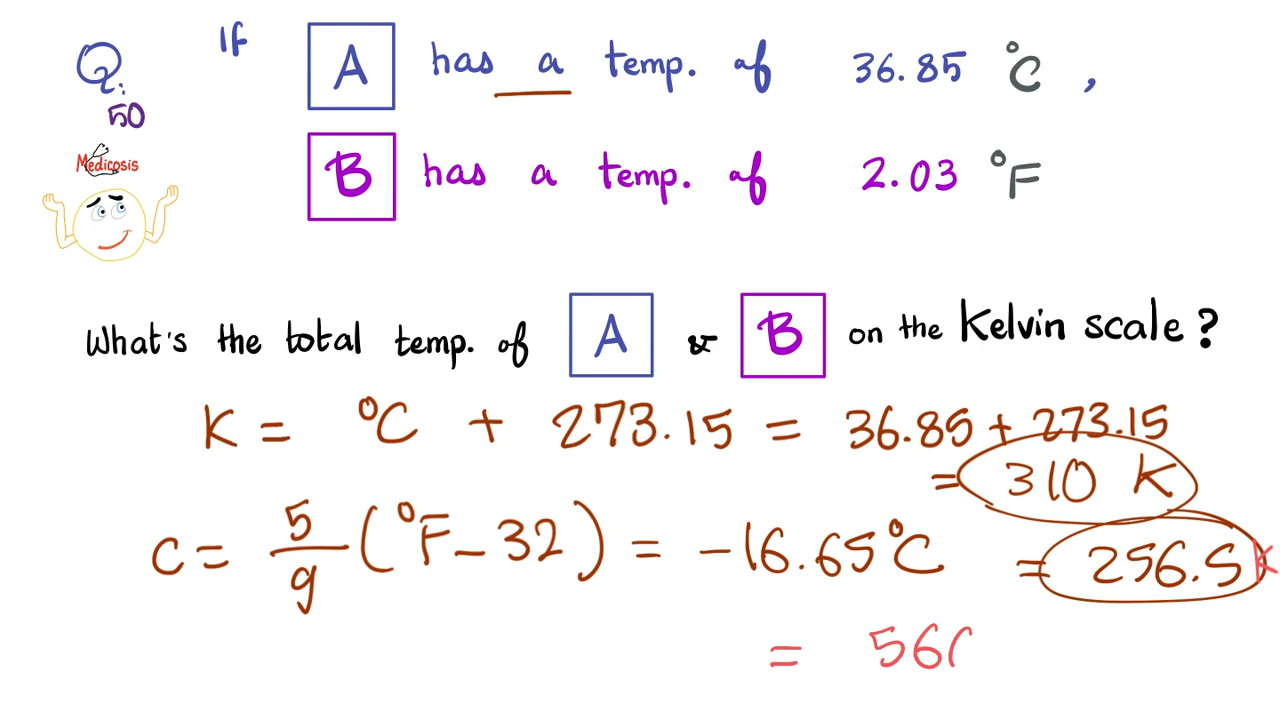 Q: If A has a temp. of 36.85 °C ,
50
Medicosis
B has a temp. of 2.03 °F
What's the total temp. of A & B on the Kelvin scale?
K = °C + 273.15 = 36.85 + 273.15
= 310 K
C = 5/9 (°F - 32) = -16.65 °C = 256.5 K
= 56